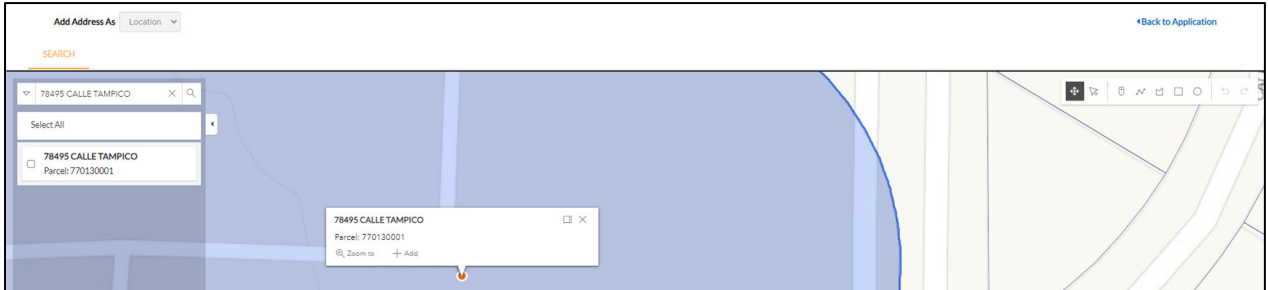 Add Address As Location
Back to Application
SEARCH
78495 CALLE TAMPICO
Select All
78495 CALLE TAMPICO
Parcel: 770130001
78495 CALLE TAMPICO
Parcel: 770130001
Zoom to Add